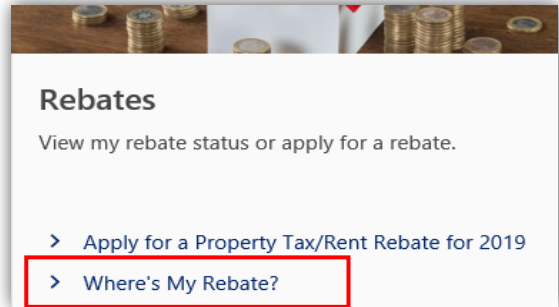 Rebates
View my rebate status or apply for a rebate.
> Apply for a Property Tax/Rent Rebate for 2019
> Where's My Rebate?